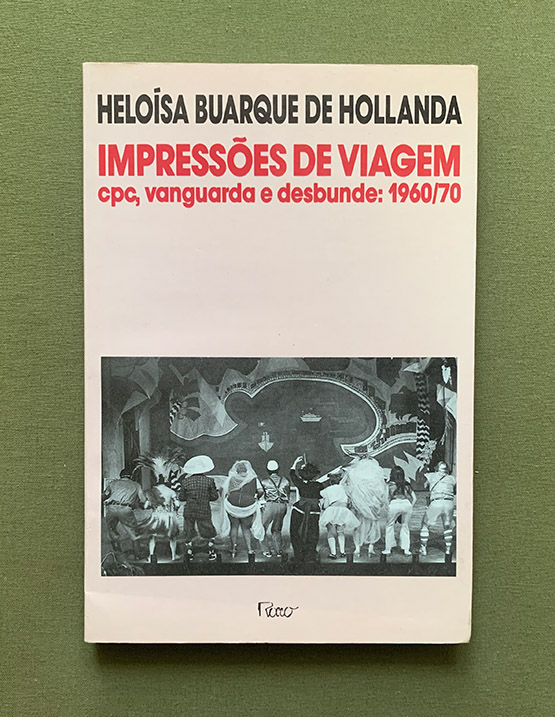 HELOÍSA BUARQUE DE HOLLANDA
IMPRESSÕES DE VIAGEM
cpc, vanguarda e desbunde: 1960/70
Rocco